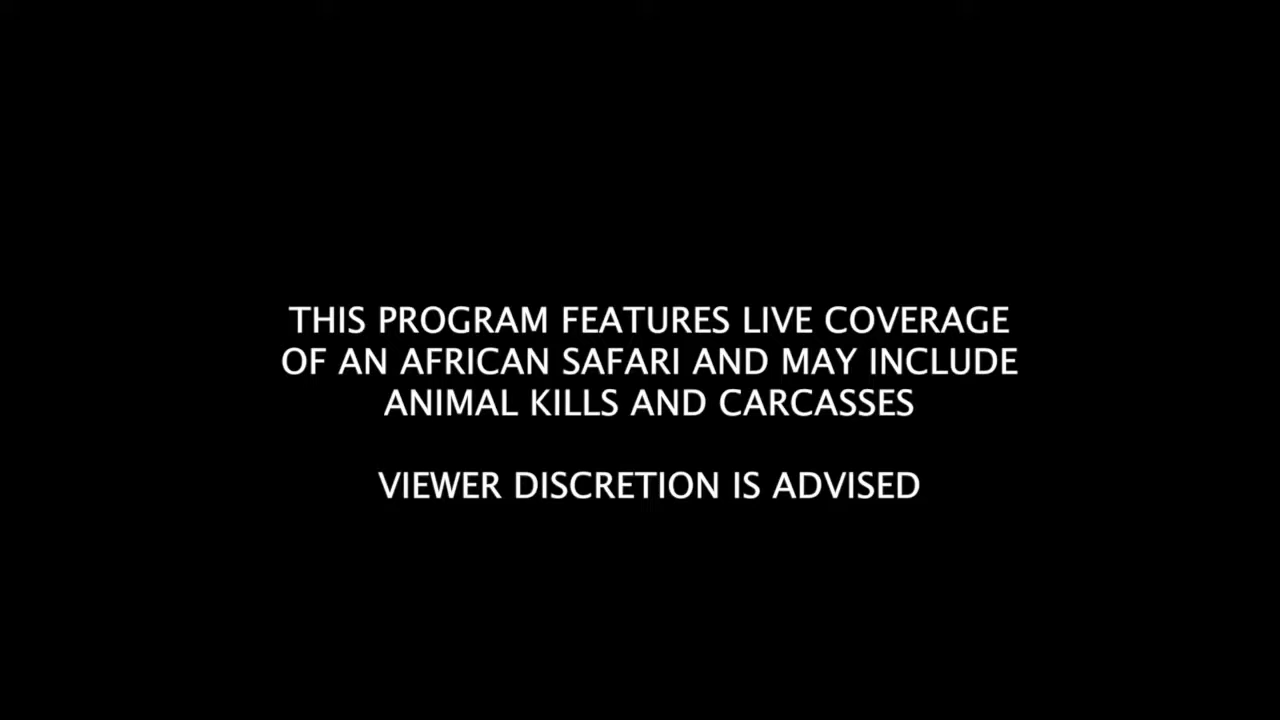 THIS PROGRAM FEATURES LIVE COVERAGE
OF AN AFRICAN SAFARI AND MAY INCLUDE
ANIMAL KILLS AND CARCASSES
VIEWER DISCRETION IS ADVISED